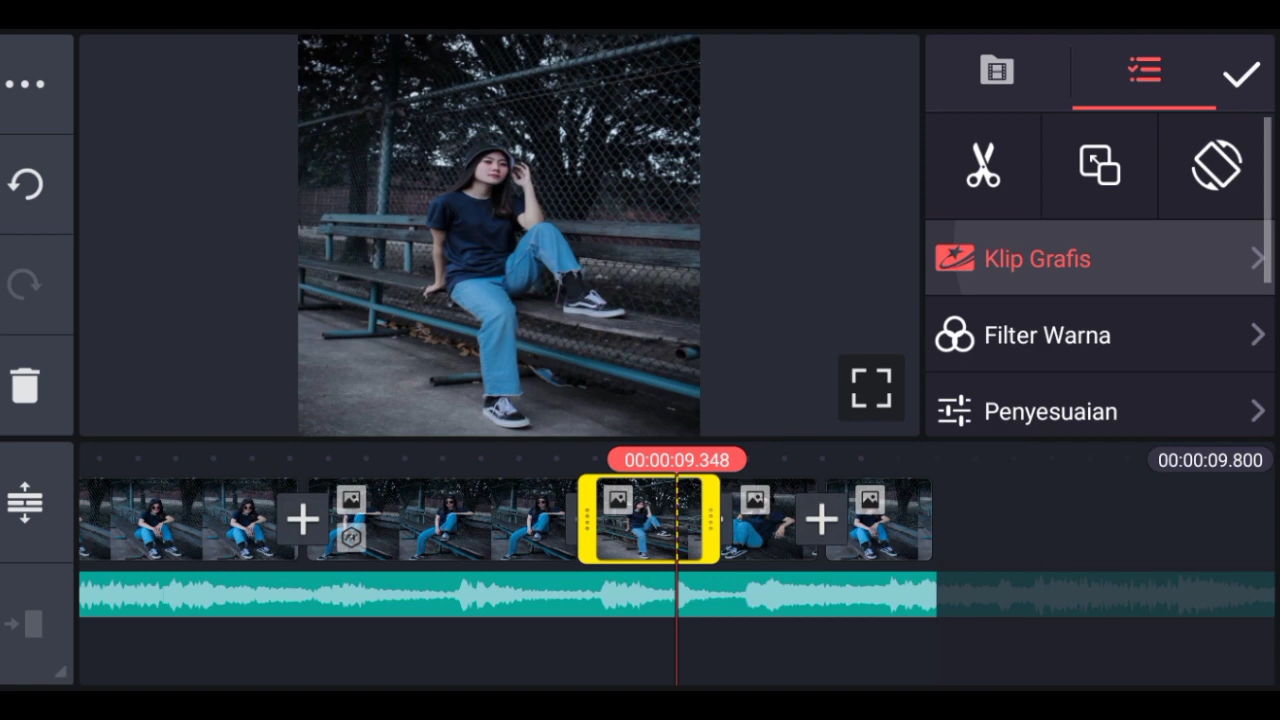 Klip Grafis
Filter Warna
Penyesuaian
00:00:09.348
00:00:09.800